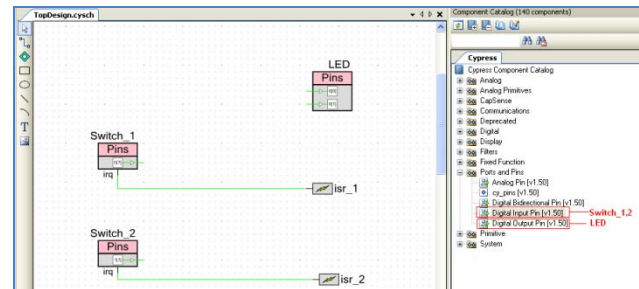 TopDesign.cysch
LED
Pins
Switch_1
Pins
irq
isr_1
Switch_2
Pins
irq
isr_2
T
Component Catalog (140 components)
Cypress
Cypress Component Catalog
Analog
Analog Primitives
CapSense
Communications
Deprecated
Digital
Display
Filters
Fixed Function
Ports and Pins
Analog Pin [v1.50]
cy_pins [v1.50]
Digital Bidirectional Pin [v1.50]
Digital Input Pin [v1.50] Switch_1,2
Digital Output Pin [v1.50] LED
Primitive
System